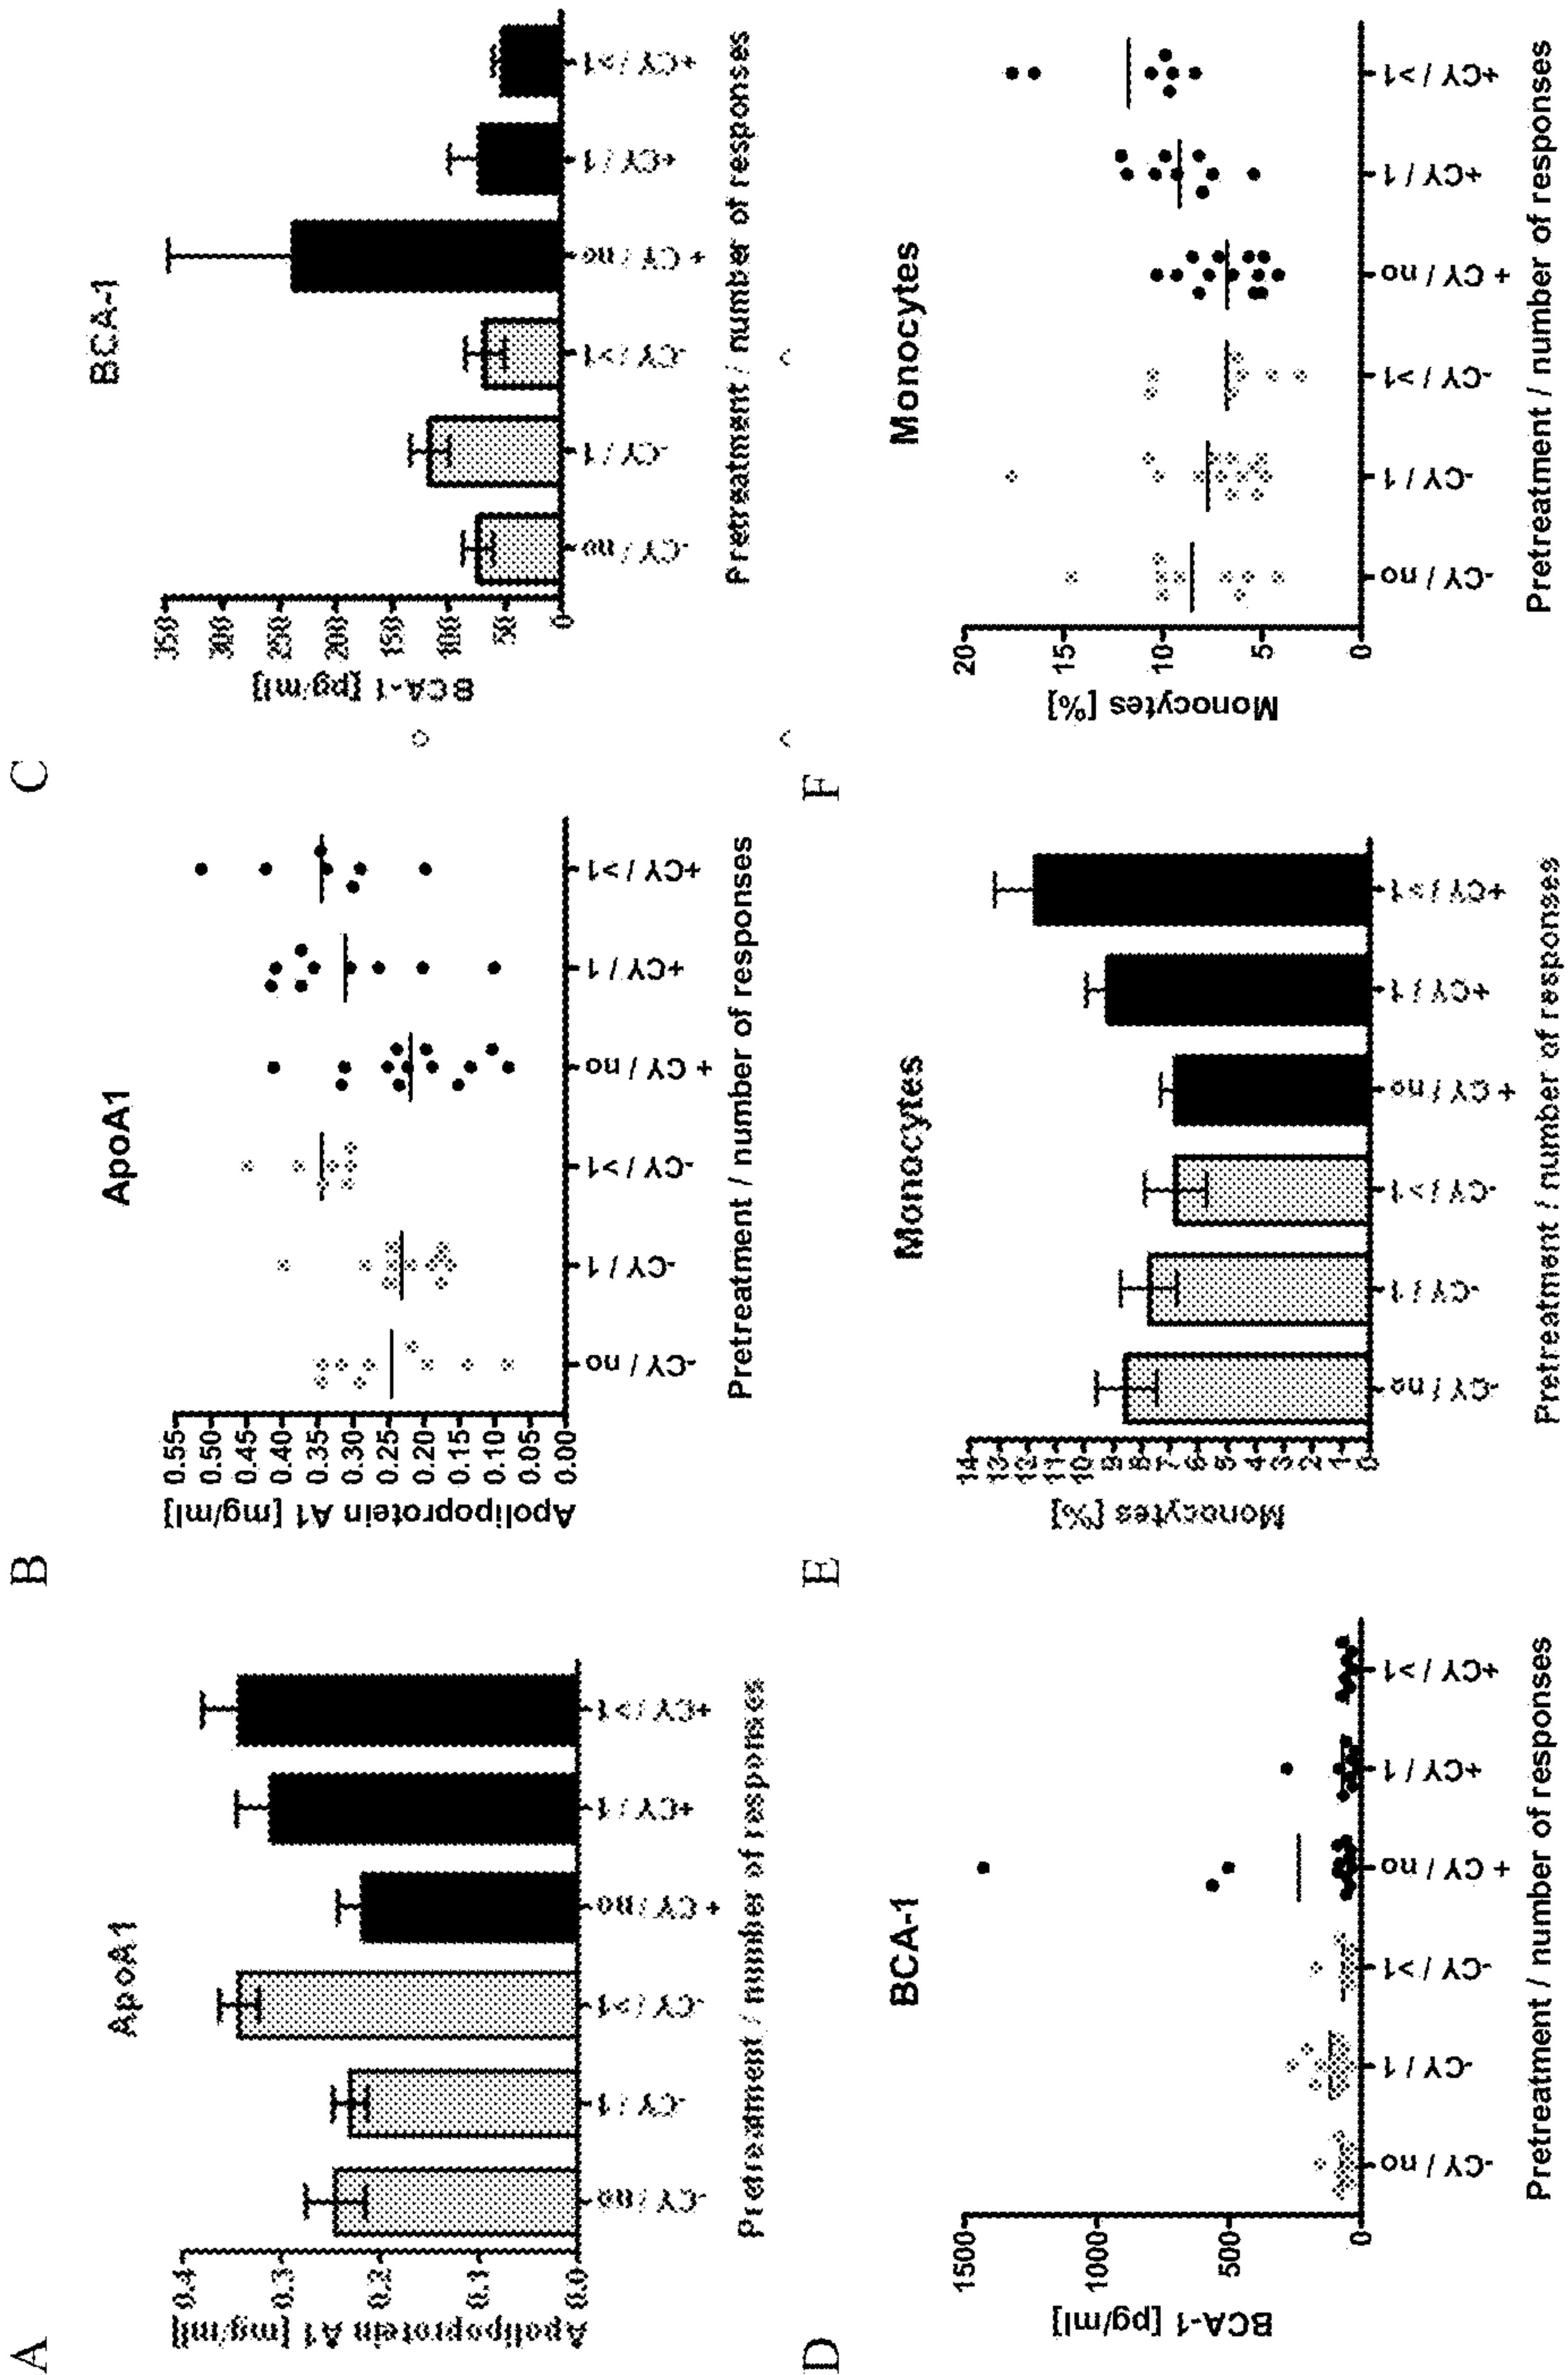 A
ApoA1
Apolipoprotein A1 [mg/ml]
0.4
0.3
0.2
0.1
0.0
-CY / no
-CY / 1
-CY / >1
+ CY / no
+CY / 1
+CY / >1
Pretreatment / number of responses
B
ApoA1
Apolipoprotein A1 [mg/ml]
0.55
0.50
0.45
0.40
0.35
0.30
0.25
0.20
0.15
0.10
0.05
0.00
-CY / no
-CY / 1
-CY / >1
+ CY / no
+CY / 1
+CY / >1
Pretreatment / number of responses
C
BCA-1
BCA-1 [pg/ml]
350
300
250
200
150
100
50
0
-CY / no
-CY / 1
-CY / >1
+ CY / no
+CY / 1
+CY / >1
Pretreatment / number of responses
D
BCA-1
BCA-1 [pg/ml]
1500
1000
500
0
-CY / no
-CY / 1
-CY / >1
+ CY / no
+CY / 1
+CY / >1
Pretreatment / number of responses
E
Monocytes
Monocytes [%]
14
13
12
11
10
9
8
7
6
5
4
3
2
1
0
-CY / no
-CY / 1
-CY / >1
+ CY / no
+CY / 1
+CY / >1
Pretreatment / number of responses
F
Monocytes
Monocytes [%]
20
15
10
5
0
-CY / no
-CY / 1
-CY / >1
+ CY / no
+CY / 1
+CY / >1
Pretreatment / number of responses